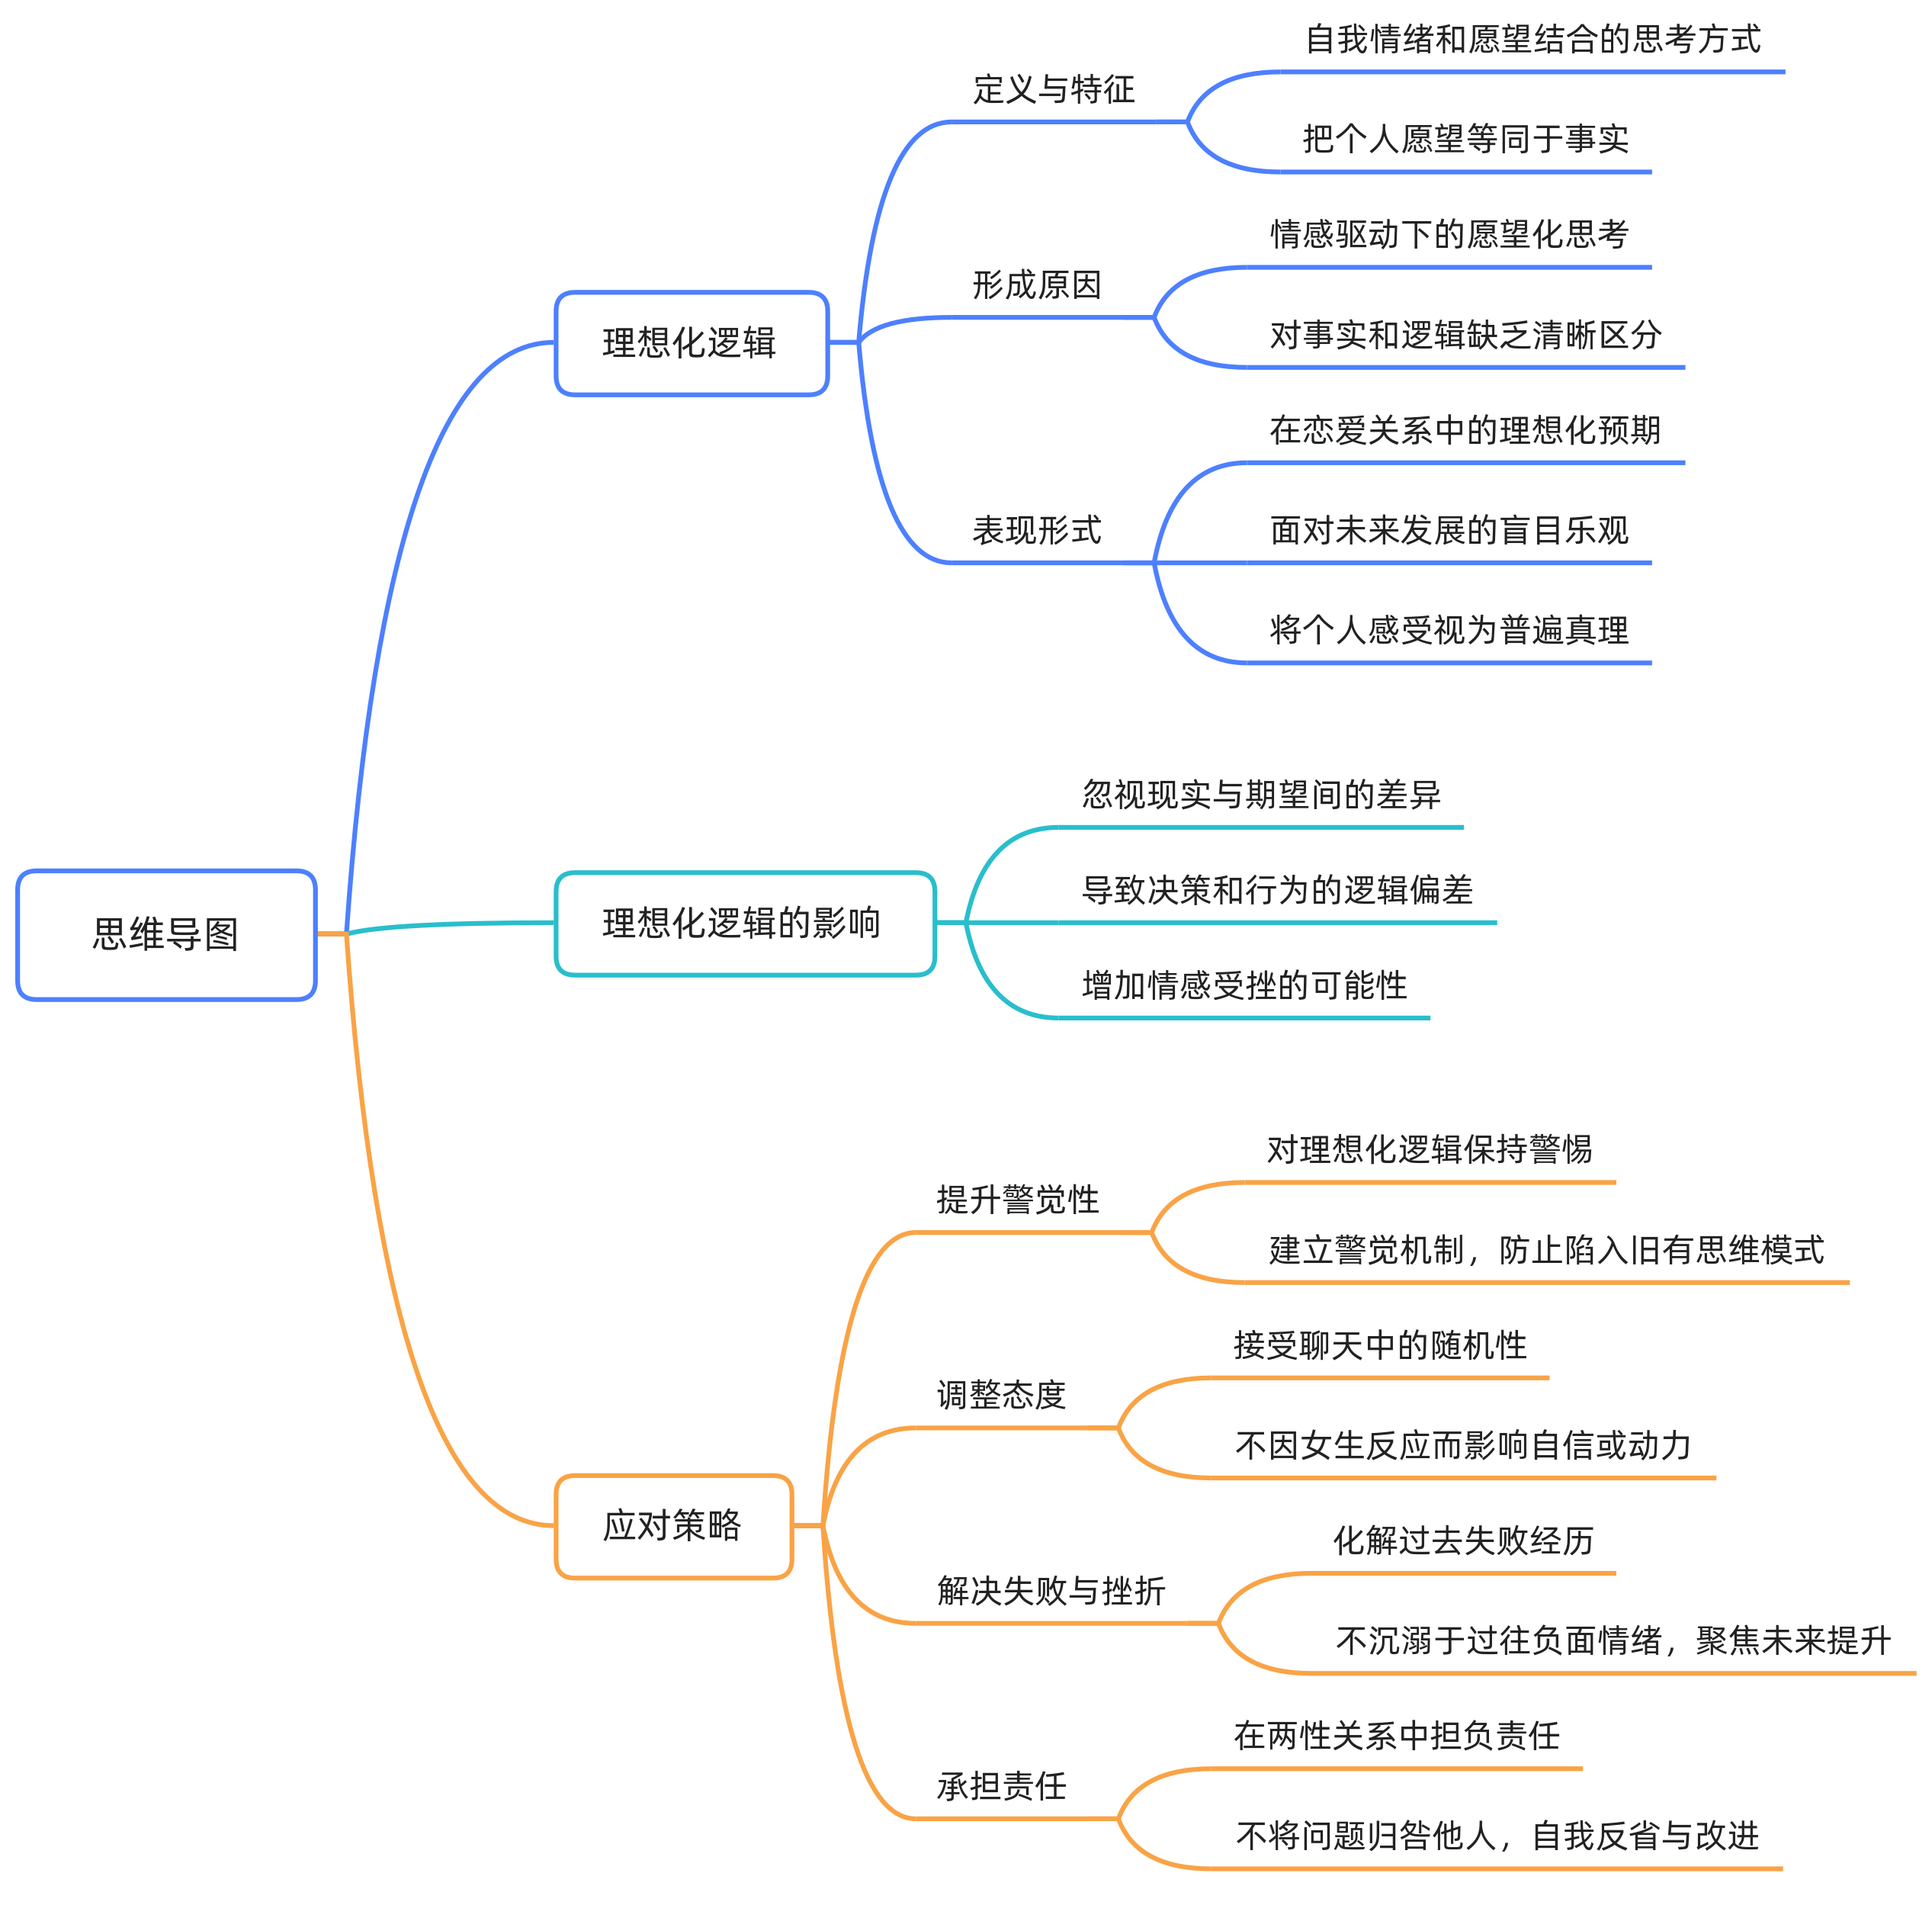 思维导图
理想化逻辑
定义与特征
自我情绪和愿望结合的思考方式
把个人愿望等同于事实
形成原因
情感驱动下的愿望化思考
对事实和逻辑缺乏清晰区分
表现形式
在恋爱关系中的理想化预期
面对未来发展的盲目乐观
将个人感受视为普遍真理
理想化逻辑的影响
忽视现实与期望间的差异
导致决策和行为的逻辑偏差
增加情感受挫的可能性
应对策略
提升警觉性
对理想化逻辑保持警惕
建立警觉机制，防止陷入旧有思维模式
调整态度
接受聊天中的随机性
不因女生反应而影响自信或动力
解决失败与挫折
化解过去失败经历
不沉溺于过往负面情绪，聚焦未来提升
承担责任
在两性关系中担负责任
不将问题归咎他人，自我反省与改进